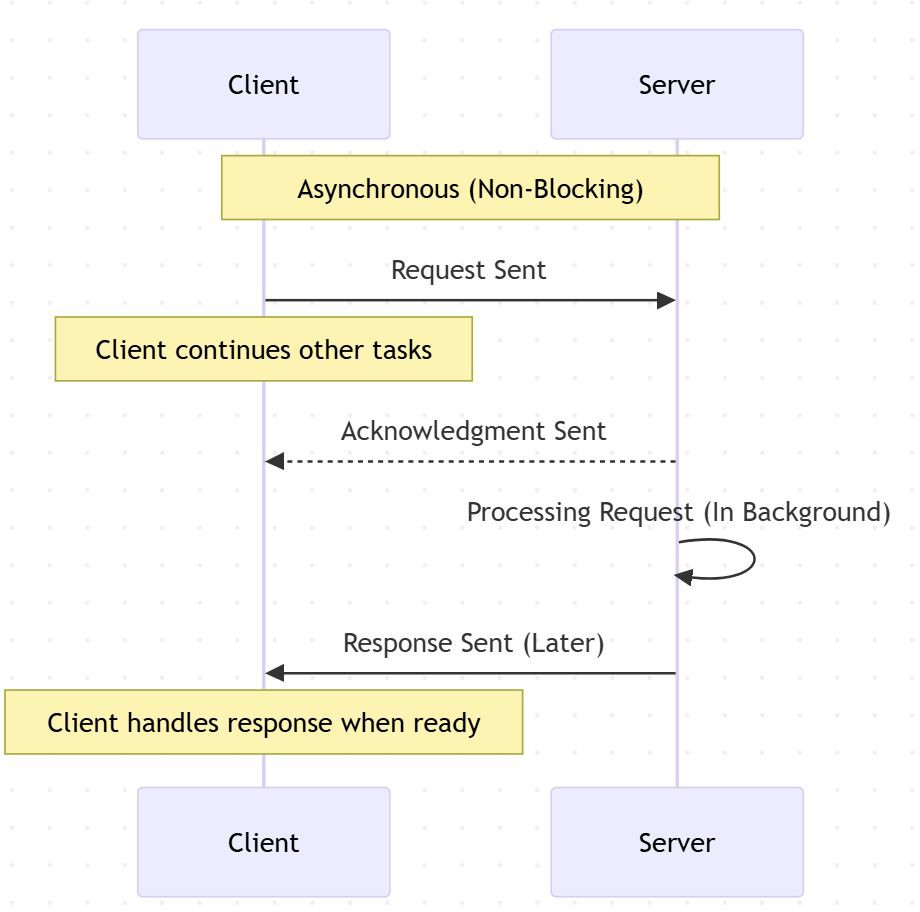 Client
Server
Asynchronous (Non-Blocking)
Request Sent
Client continues other tasks
Acknowledgment Sent
Processing Request (In Background)
Response Sent (Later)
Client handles response when ready
Client
Server